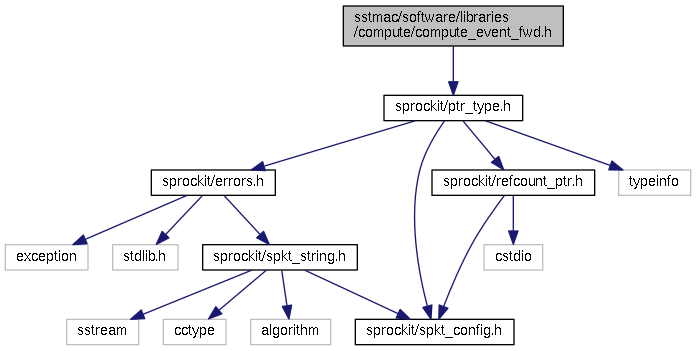 sstmac/software/libraries
/compute/compute_event_fwd.h
sprockit/ptr_type.h
sprockit/errors.h
sprockit/refcount_ptr.h
typeinfo
exception
stdlib.h
sprockit/spkt_string.h
cstdio
sstream
cctype
algorithm
sprockit/spkt_config.h